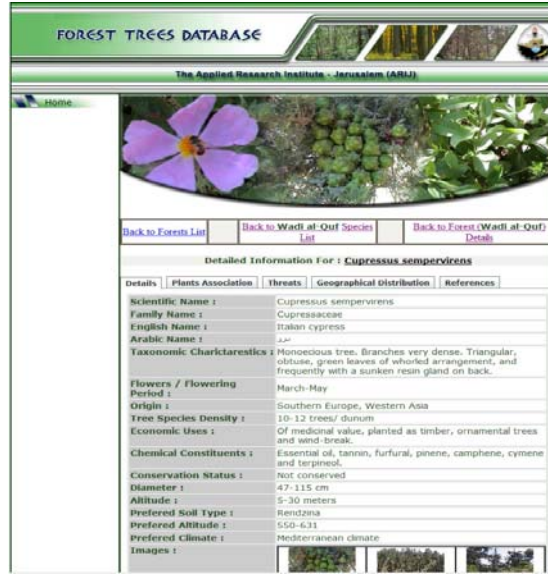 FOREST TREES DATABASE
The Applied Research Institute - Jerusalem (ARIJ)
Home
Back to Forests List
Back to Wadi al-Quf Species
List
Back to Forest (Wadi al-Quf)
Details
Detailed Information For : Cupressus sempervirens
Details Plants Association Threats Geographical Distribution References
Scientific Name : Cupressus sempervirens
Family Name : Cupressaceae
English Name : Italian cypress
Arabic Name :
Taxonomic Charictarestics : Monoecious tree. Branches very dense. Triangular,
obtuse, green leaves of whorled arrangement, and
frequently with a sunken resin gland on back.
Flowers / Flowering
Period : March-May
Origin : Southern Europe, Western Asia
Tree Species Density : 10-12 trees/ dunum
Economic Uses : Of medicinal value, planted as timber, ornamental trees
and wind-break.
Chemical Constituents : Essential oil, tannin, furfural, pinene, camphene, cymene
and terpineol.
Conservation Status : Not conserved
Diameter : 47-115 cm
Altitude : 5-30 meters
Prefered Soil Type : Rendzina
Prefered Altitude : 550-631
Prefered Climate : Mediterranean climate
Images :